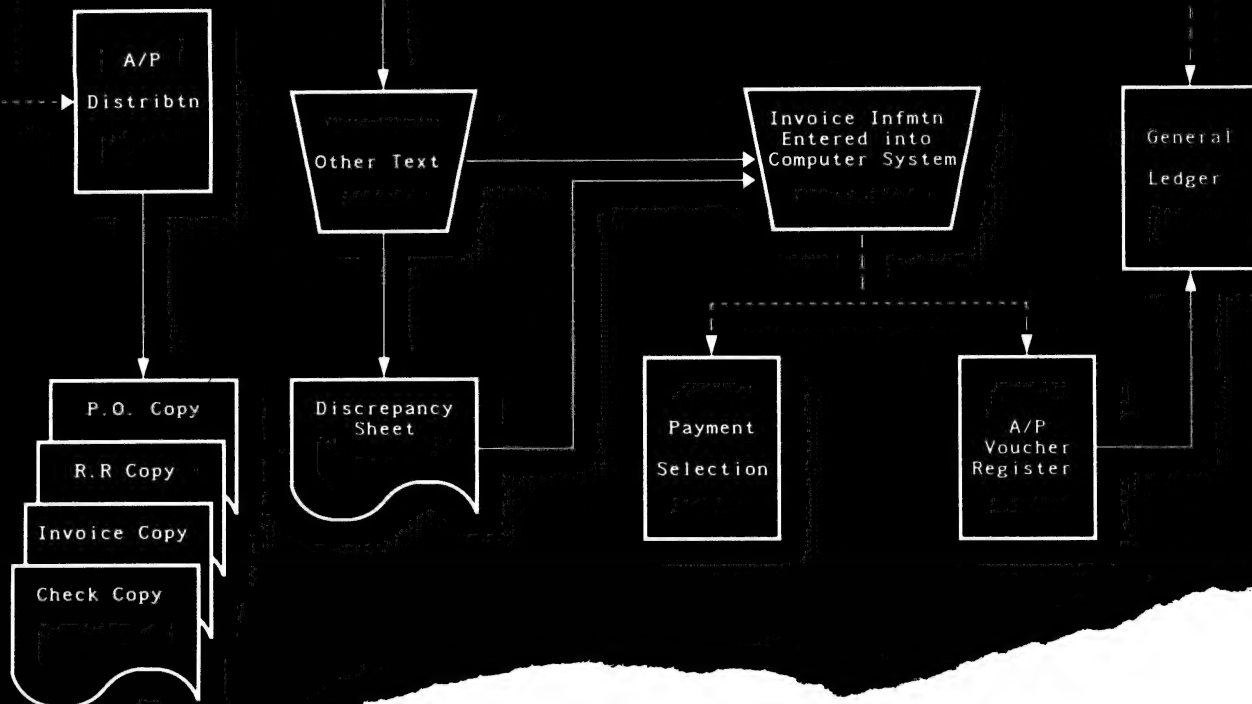 A/P
Distribtn
Other Text
Invoice Infmtn
Entered into
Computer System
General
Ledger
P.O. Copy
R.R Copy
Invoice Copy
Check Copy
Discrepancy
Sheet
Payment
Selection
A/P
Voucher
Register